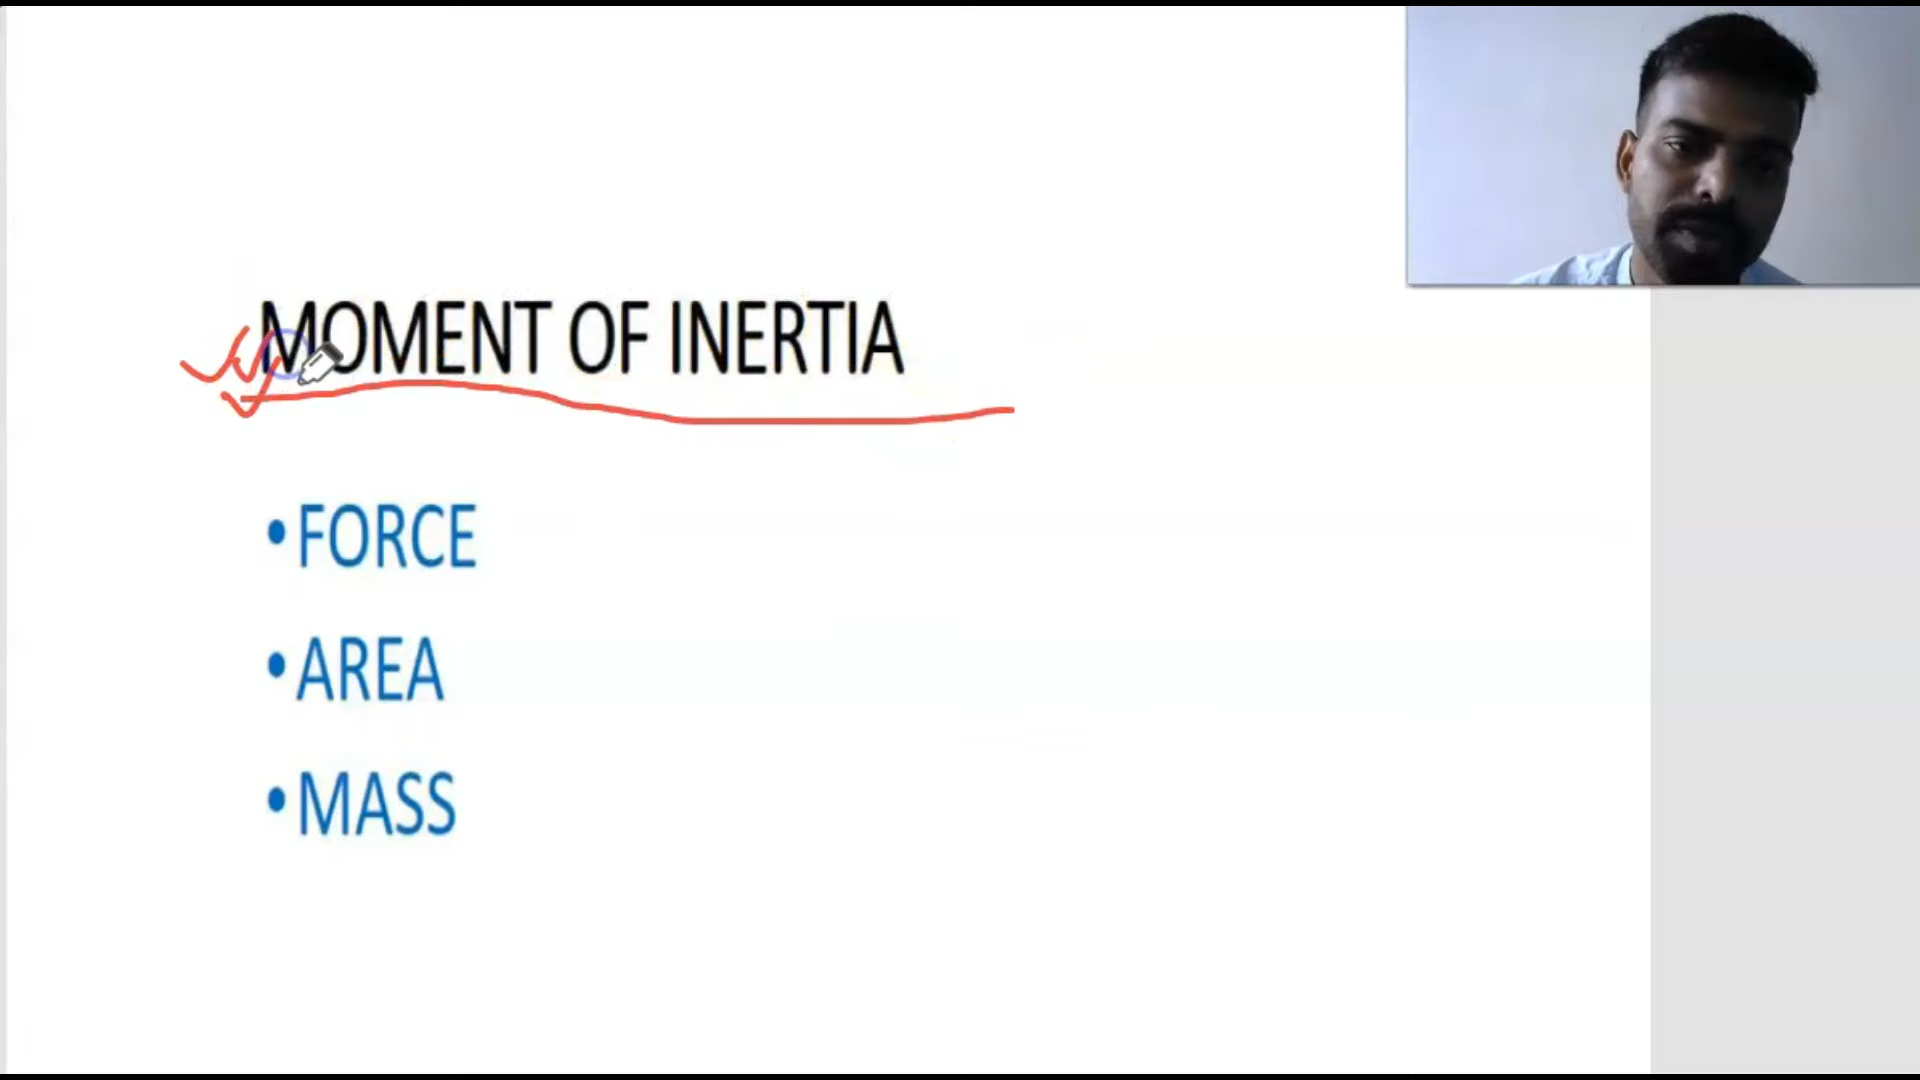 MOMENT OF INERTIA
•FORCE
•AREA
•MASS